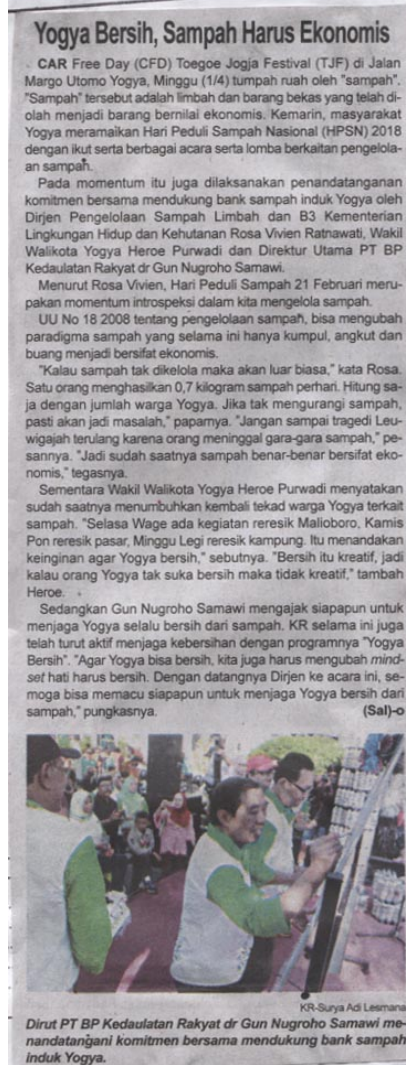 Yogya Bersih, Sampah Harus Ekonomis
CAR Free Day (CFD) Toegoe Jogja Festival (TJF) di Jalan
Margo Utomo Yogya, Minggu (1/4) tumpah ruah oleh "sampah".
"Sampah" tersebut adalah limbah dan barang bekas yang telah di-
olah menjadi barang bernilai ekonomis. Kemarin, masyarakat
Yogya meramaikan Hari Peduli Sampah Nasional (HPSN) 2018
dengan ikut serta berbagai acara serta lomba berkaitan pengelola-
an sampah.
Pada momentum itu juga dilaksanakan penandatanganan
komitmen bersama mendukung bank sampah induk Yogya oleh
Dirjen Pengelolaan Sampah Limbah dan B3 Kementerian
Lingkungan Hidup dan Kehutanan Rosa Vivien Ratnawati, Wakil
Walikota Yogya Heroe Purwadi dan Direktur Utama PT BP
Kedaulatan Rakyat dr Gun Nugroho Samawi.
Menurut Rosa Vivien, Hari Peduli Sampah 21 Februari meru-
pakan momentum introspeksi dalam kita mengelola sampah.
UU No 18 2008 tentang pengelolaan sampah, bisa mengubah
paradigma sampah yang selama ini hanya kumpul, angkut dan
buang menjadi bersifat ekonomis.
"Kalau sampah tak dikelola maka akan luar biasa," kata Rosa.
Satu orang menghasilkan 0,7 kilogram sampah perhari. Hitung sa-
ja dengan jumlah warga Yogya. Jika tak mengurangi sampah,
pasti akan jadi masalah," paparnya. "Jangan sampai tragedi Leu-
wigajah terulang karena orang meninggal gara-gara sampah," pe-
sannya. "Jadi sudah saatnya sampah benar-benar bersifat eko-
nomis," tegasnya.
Sementara Wakil Walikota Yogya Heroe Purwadi menyatakan
sudah saatnya menumbuhkan kembali tekad warga Yogya terkait
sampah. "Selasa Wage ada kegiatan reresik Malioboro, Kamis
Pon reresik pasar, Minggu Legi reresik kampung. Itu menandakan
keinginan agar Yogya bersih," sebutnya. "Bersih itu kreatif, jadi
kalau orang Yogya tak suka bersih maka tidak kreatif," tambah
Heroe.
Sedangkan Gun Nugroho Samawi mengajak siapapun untuk
menjaga Yogya selalu bersih dari sampah. KR selama ini juga
telah turut aktif menjaga kebersihan dengan programnya "Yogya
Bersih". "Agar Yogya bisa bersih, kita juga harus mengubah mind-
set hati harus bersih. Dengan datangnya Dirjen ke acara ini, se-
moga bisa memacu siapapun untuk menjaga Yogya bersih dari
sampah," pungkasnya. (Sal)-o
KR-Surya Adi Lesmana
Dirut PT BP Kedaulatan Rakyat dr Gun Nugroho Samawi me-
nandatangani komitmen bersama mendukung bank sampah
induk Yogya.